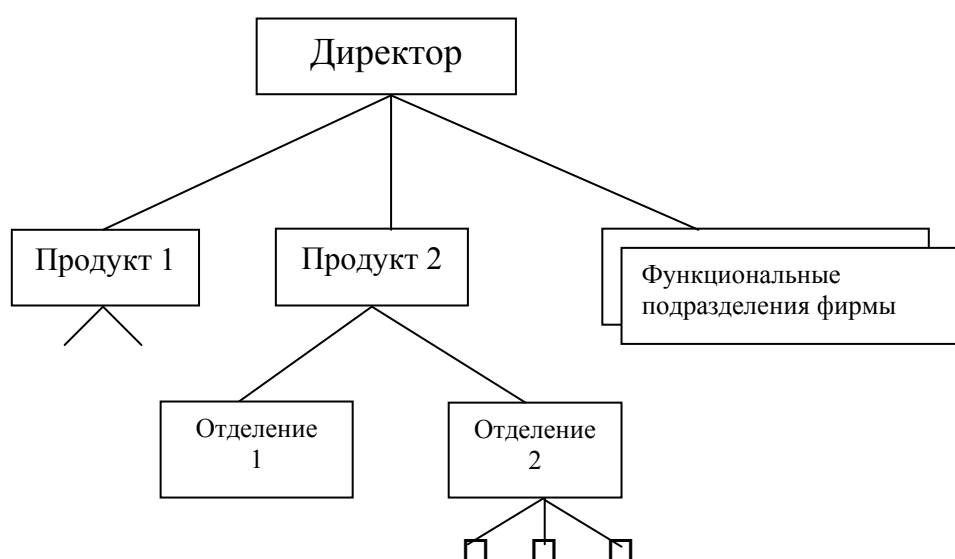 Директор
Продукт 1
Продукт 2
Функциональные
подразделения фирмы
Отделение
1
Отделение
2